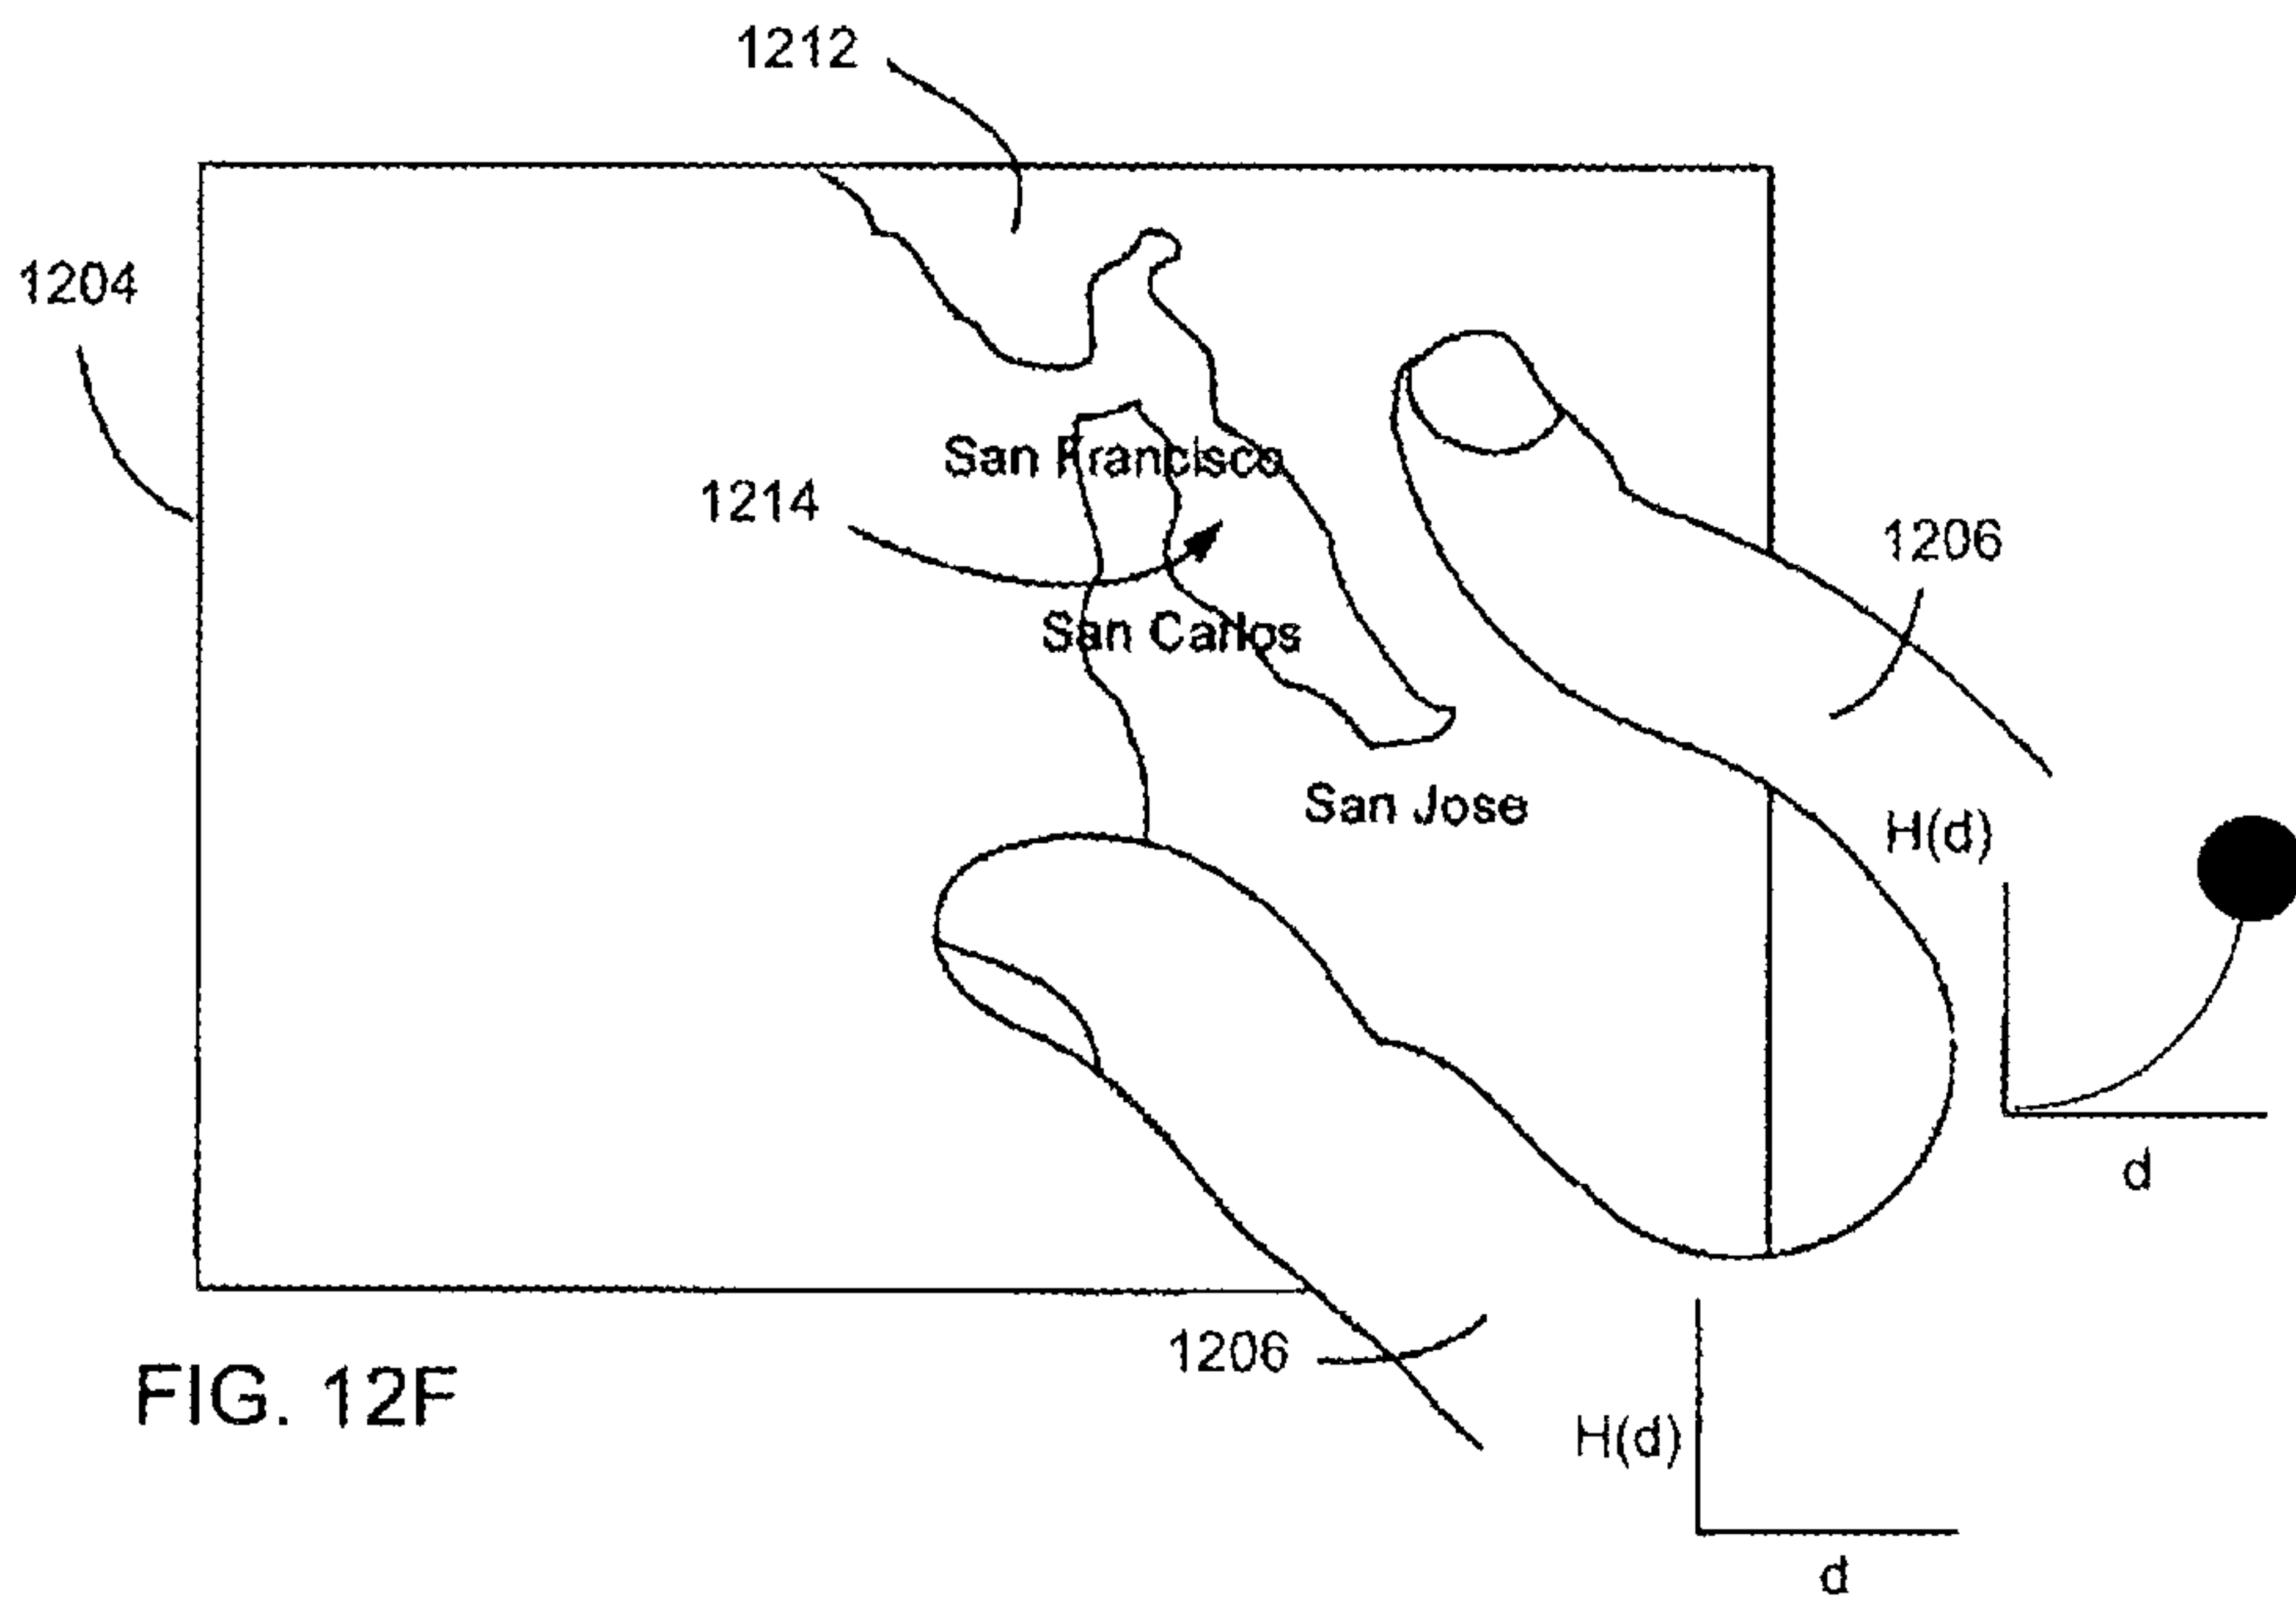 1212
1204
San Francisco
1214
1206
San Carlos
San Jose
H(d)
d
1206
FIG. 12F
H(d)
d